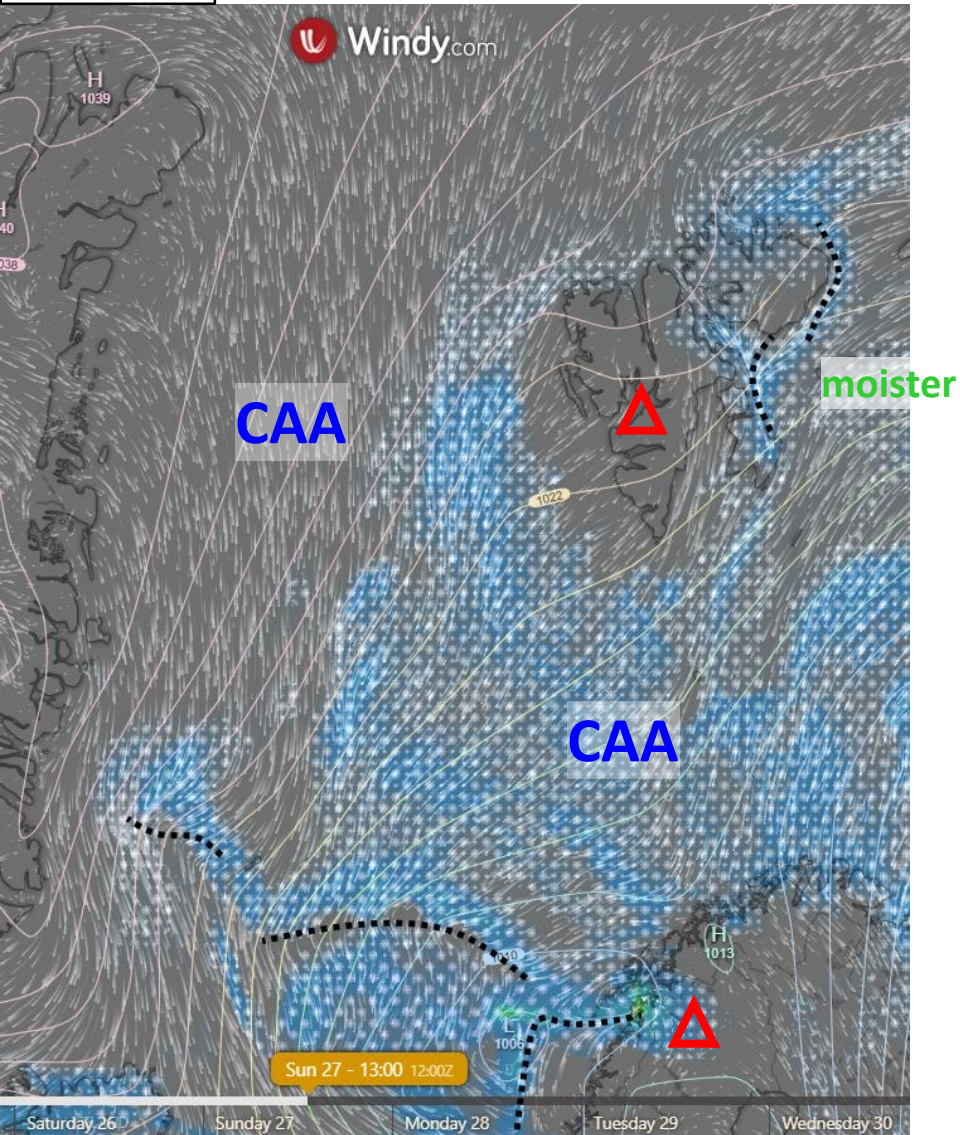 Windy.com
H
1039
H
40
038
moister
CAA
1022
CAA
H
1013
1010
L
1006
Sun 27 - 13:00 12:00Z
Saturday 26
Sunday 27
Monday 28
Tuesday 29
Wednesday 30